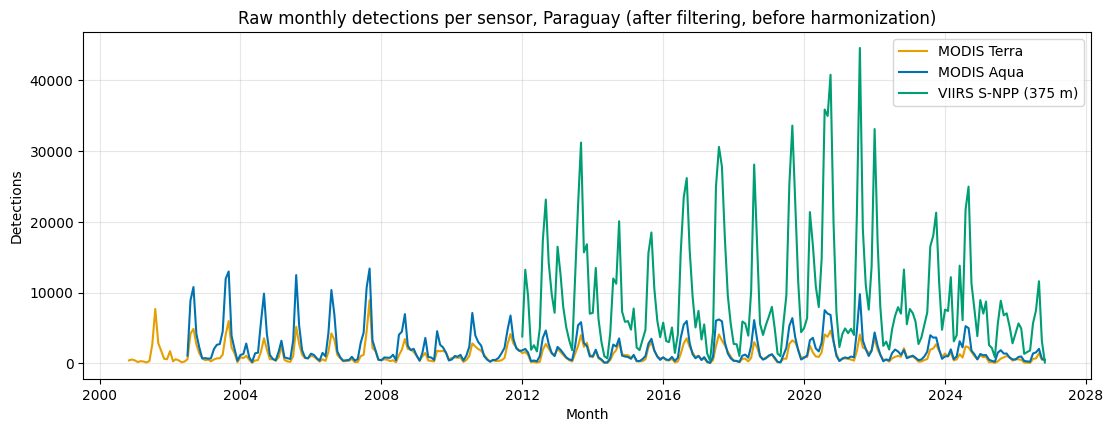 Raw monthly detections per sensor, Paraguay (after filtering, before harmonization)
MODIS Terra
MODIS Aqua
VIIRS S-NPP (375 m)
Detections
40000
30000
20000
10000
0
2000 2004 2008 2012 2016 2020 2024 2028
Month